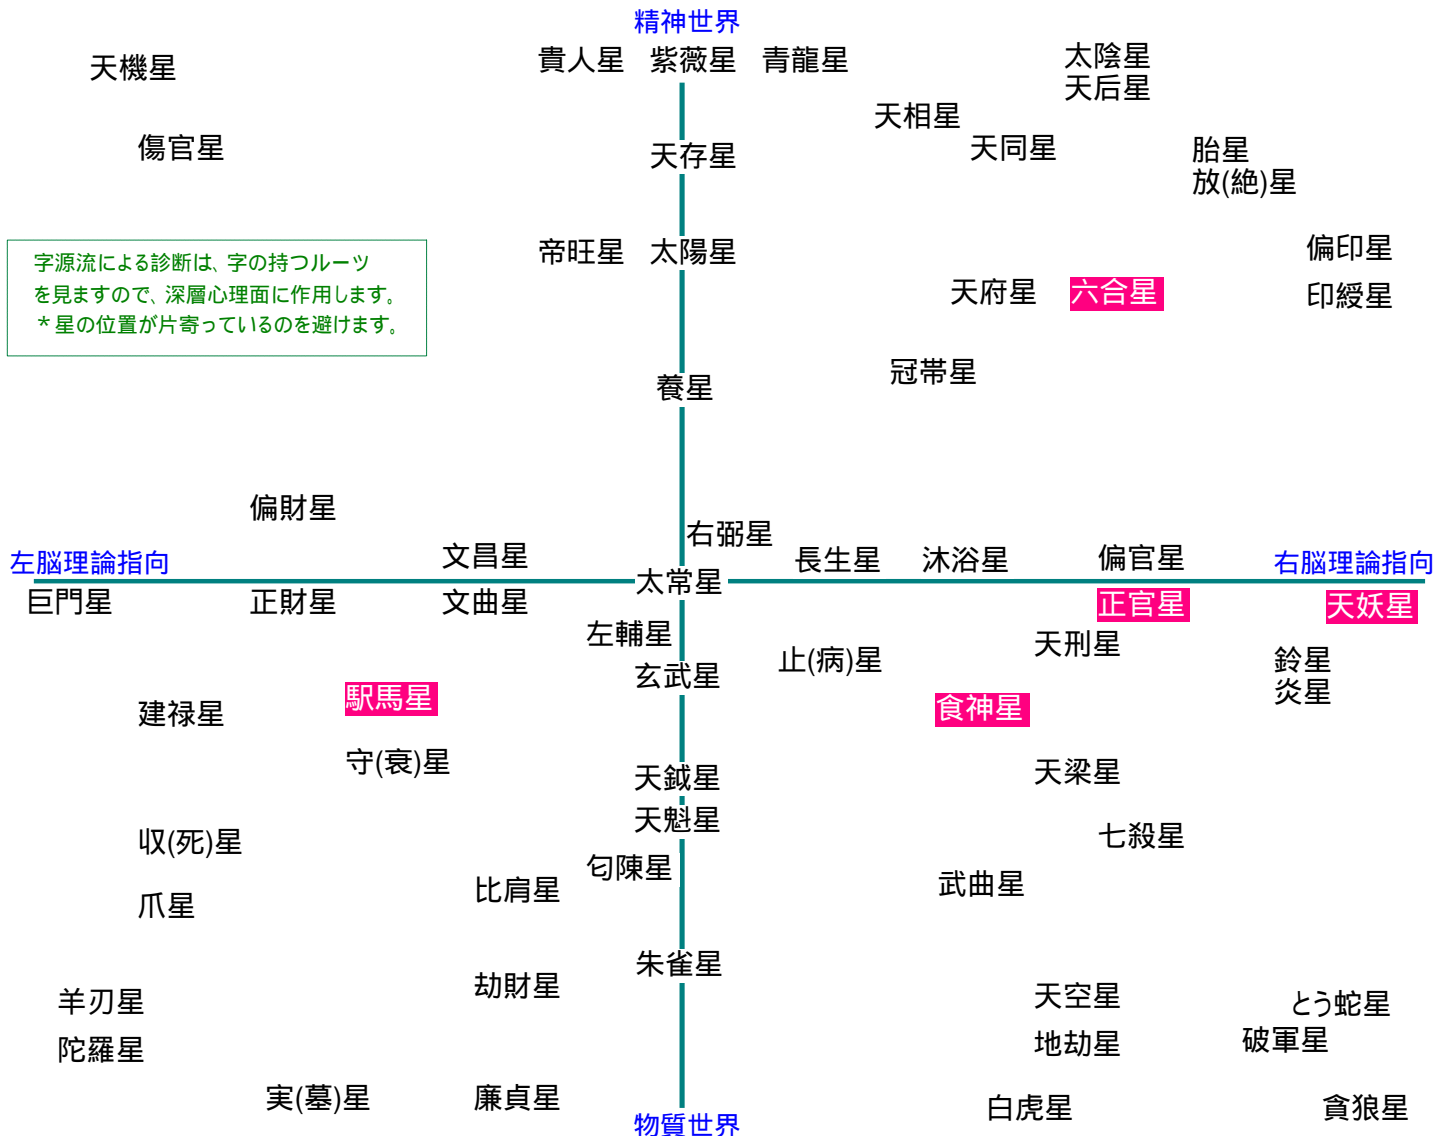 精神世界
天機星
貴人星 紫薇星 青龍星
太陰星
天后星
天相星
傷官星
天存星
天同星
胎星
放(絶)星
字源流による診断は、字の持つルーツ
を見ますので、深層心理面に作用します。
*星の位置が片寄っているのを避けます。
帝旺星 太陽星
偏印星
天府星 六合星
印綬星
養星
冠帯星
偏財星
右弼星
左脳理論指向
文昌星
長生星 沐浴星 偏官星
右脳理論指向
太常星
巨門星 正財星 文曲星
正官星 天妖星
左輔星
天刑星
玄武星
止(病)星
鈴星
炎星
建禄星
駅馬星
食神星
守(衰)星
天鉞星
天梁星
天魁星
収(死)星
七殺星
匂陳星
爪星
比肩星
武曲星
朱雀星
羊刃星
劫財星
天空星
とう蛇星
陀羅星
地劫星
破軍星
実(墓)星
廉貞星
白虎星
貪狼星
物質世界